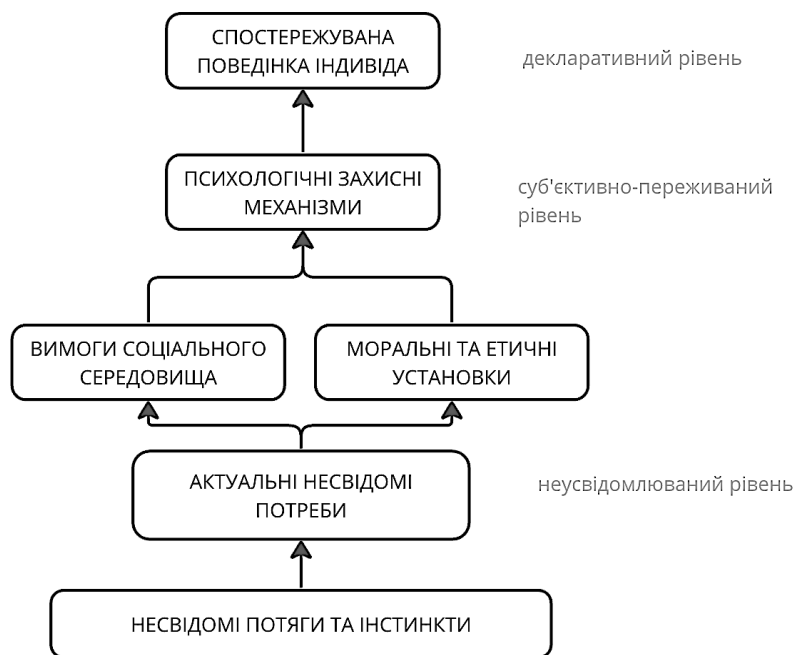 СПОСТЕРЕЖУВАНА
ПОВЕДІНКА ІНДИВІДА
декларативний рівень
ПСИХОЛОГІЧНІ ЗАХИСНІ
МЕХАНІЗМИ
суб'єктивно-переживаний
рівень
ВИМОГИ СОЦІАЛЬНОГО
СЕРЕДОВИЩА
МОРАЛЬНІ ТА ЕТИЧНІ
УСТАНОВКИ
АКТУАЛЬНІ НЕСВІДОМІ
ПОТРЕБИ
неусвідомлюваний рівень
НЕСВІДОМІ ПОТЯГИ ТА ІНСТИНКТИ